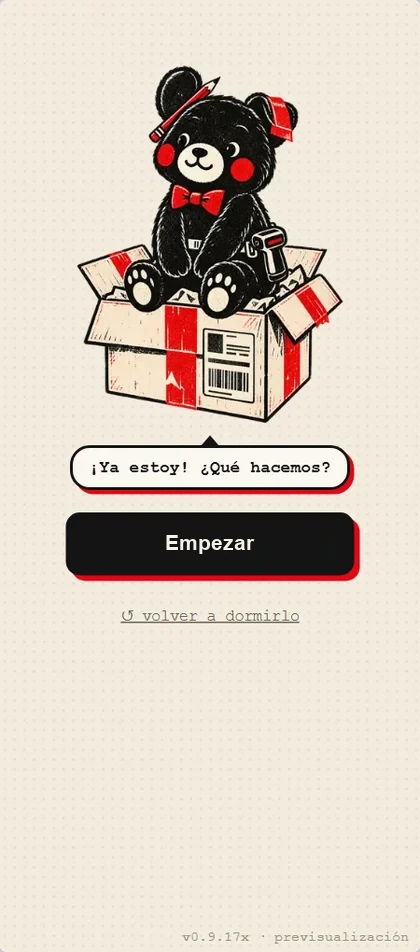 ¡Ya estoy! ¿Qué hacemos?
Empezar
↺ volver a dormirlo
v0.9.17x · previsualización